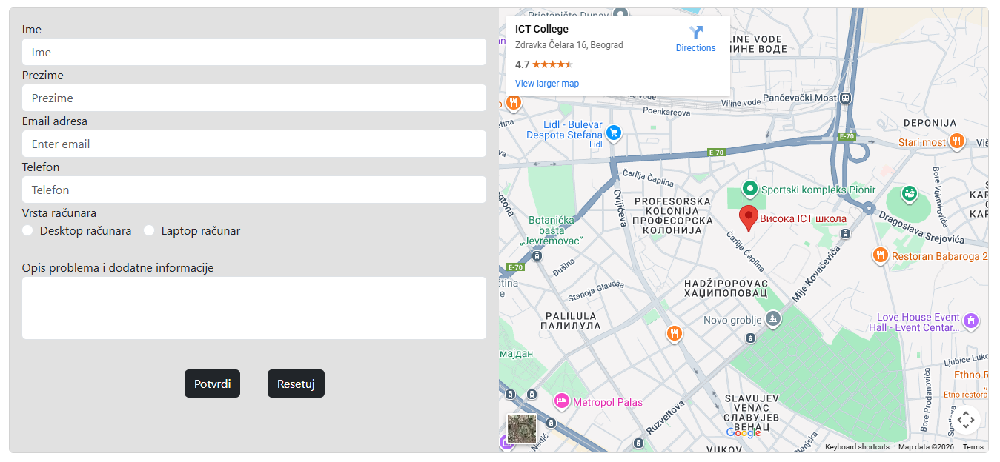 Ime
Ime
Prezime
Prezime
Email adresa
Enter email
Telefon
Telefon
Vrsta računara
Desktop računara
Laptop računar
Opis problema i dodatne informacije
Potvrdi
Resetuj
ICT College
Zdravka Čelara 16, Beograd
4.7
View larger map
Directions
Pristanište Dunav
VILINE VODE
Viline vode
Pančevački Most
Poenkareova
DEPONIJA
Lidl - Bulevar
Despota Stefana
Lidl
E-70
Stari most
E-70
Čarlija Čaplina
Cvijićeva
Sportski kompleks Pionir
PROFESORSKA
KOLONIJA
ПРОФЕСОРСКА
КОЛОНИЈА
Висока ICT школа
Botanička
bašta
„Jevremovac”
Čarlija Čaplina
Dragoslava Srejovića
Bore Vukmirovića
Restoran Babaroga 2
E-70
Dušina
Mije Kovačevića
Stanoja Glavaša
HADŽIPOPOVAC
ХАЏИПОПОВАЦ
PALILULA
ПАЛИЛУЛА
Novo groblje
Love House Event
Hall - Event Centar...
мајдан
Ljubice Luko
Ethno R
Etno restora
Bore Prodanovića
Metropol Palas
Ruzveltova
SLAVUJEV
VENAC
СЛАВУЈЕВ
ВЕНАЦ
Google
VUKOV
Keyboard shortcuts
Map data ©2026
Terms